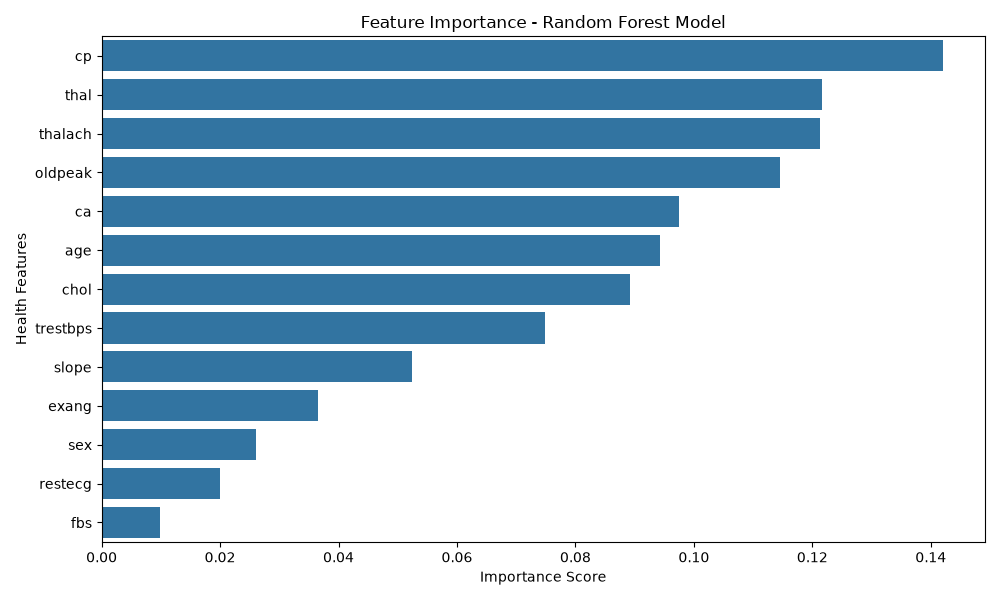 Feature Importance - Random Forest Model
Health Features
cp
thal
thalach
oldpeak
ca
age
chol
trestbps
slope
exang
sex
restecg
fbs
0.00 0.02 0.04 0.06 0.08 0.10 0.12 0.14
Importance Score